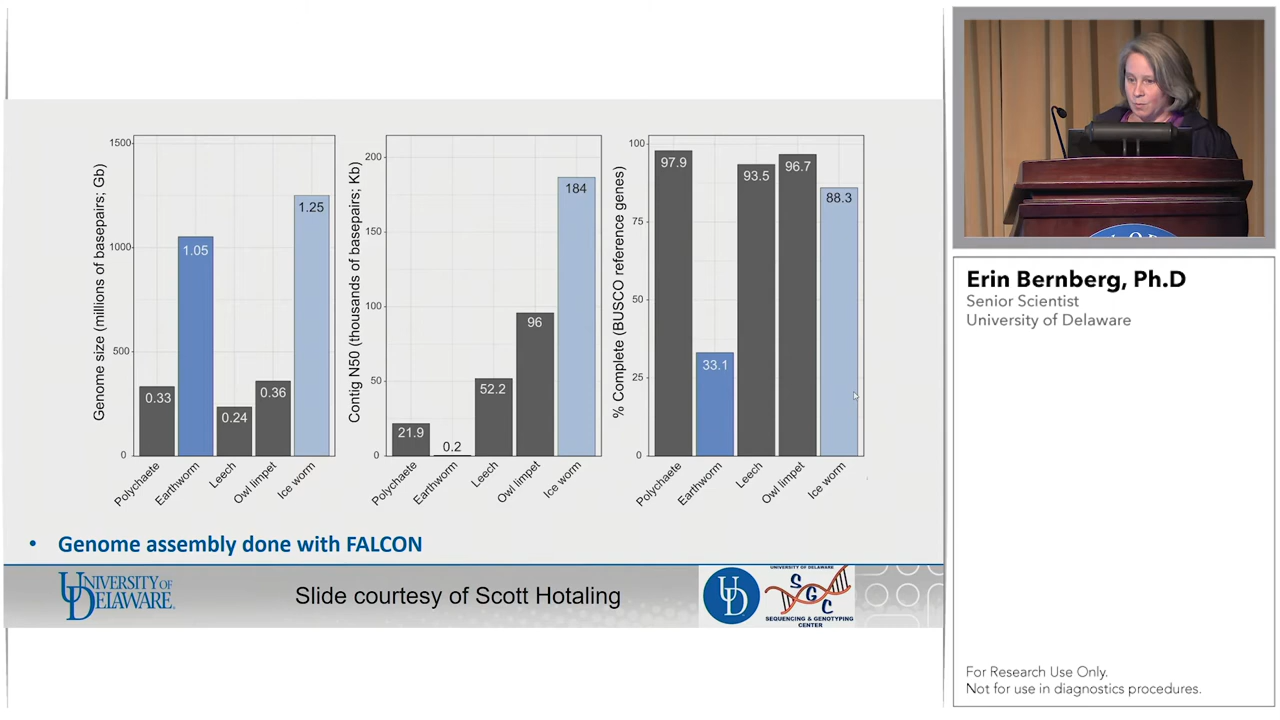 Genome size (millions of basepairs; Gb)
1500
1000
500
0
0.33
1.05
0.24
0.36
1.25
Polychaete
Earthworm
Leech
Owl limpet
Ice worm
Contig N50 (thousands of basepairs; Kb)
200
150
100
50
0
21.9
0.2
52.2
96
184
Polychaete
Earthworm
Leech
Owl limpet
Ice worm
% Complete (BUSCO reference genes)
100
75
50
25
0
97.9
33.1
93.5
96.7
88.3
Polychaete
Earthworm
Leech
Owl limpet
Ice worm
• Genome assembly done with FALCON
UNIVERSITY OF
DELAWARE.
Slide courtesy of Scott Hotaling
UD
UNIVERSITY OF DELAWARE
SGC
SEQUENCING & GENOTYPING
CENTER
Erin Bernberg, Ph.D
Senior Scientist
University of Delaware
For Research Use Only.
Not for use in diagnostics procedures.